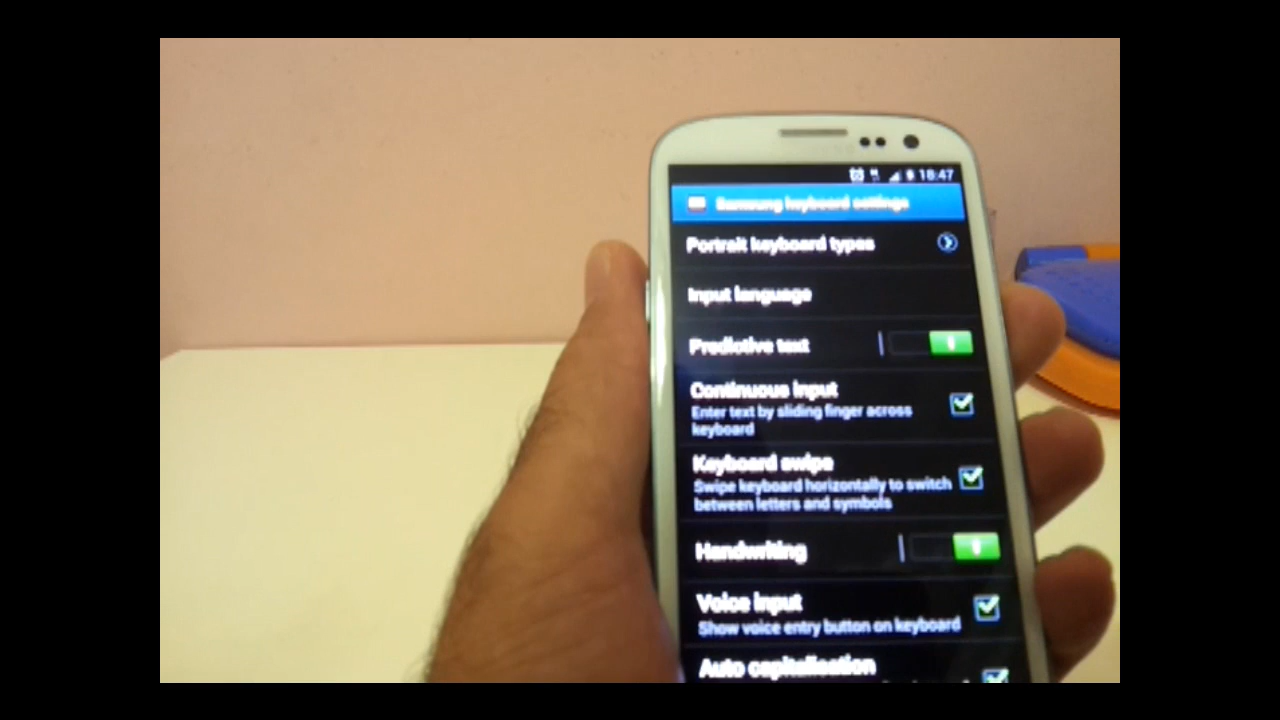 18:47
Samsung keyboard settings
Portrait keyboard types
Input language
Predictive text
Continuous input
Enter text by sliding finger across
keyboard
Keyboard swipe
Swipe keyboard horizontally to switch
between letters and symbols
Handwriting
Voice input
Show voice entry button on keyboard
Auto capitalisation